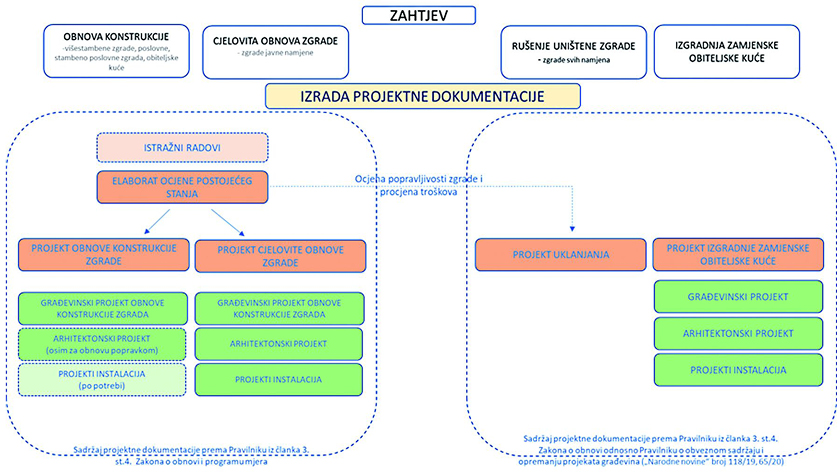 ZAHTJEV
OBNOVA KONSTRUKCIJE
-višestambene zgrade, poslovne,
stambeno poslovne zgrada, obiteljske
kuće
CJELOVITA OBNOVA ZGRADE
- zgrade javne namjene
RUŠENJE UNIŠTENE ZGRADE
- zgrade svih namjena
IZGRADNJA ZAMJENSKE
OBITELJSKE KUĆE
IZRADA PROJEKTNE DOKUMENTACIJE
ISTRAŽNI RADOVI
ELABORAT OCJENE POSTOJEĆEG
STANJA
Ocjena popravljivosti zgrade i
procjena troškova
PROJEKT OBNOVE KONSTRUKCIJE
ZGRADE
PROJEKT CJELOVITE OBNOVE
ZGRADE
PROJEKT UKLANJANJA
PROJEKT IZGRADNJE ZAMJENSKE
OBITELJSKE KUĆE
GRAĐEVINSKI PROJEKT OBNOVE
KONSTRUKCIJE ZGRADA
ARHITEKTONSKI PROJEKT
(osim za obnovu popravkom)
PROJEKTI INSTALACIJA
(po potrebi)
GRAĐEVINSKI PROJEKT OBNOVE
KONSTRUKCIJE ZGRADA
ARHITEKTONSKI PROJEKT
PROJEKTI INSTALACIJA
GRAĐEVINSKI PROJEKT
ARHITEKTONSKI PROJEKT
PROJEKTI INSTALACIJA
Sadržaj projektne dokumentacije prema Pravilniku iz članka 3.
st.4. Zakona o obnovi i programu mjera
Sadržaj projektne dokumentacije prema Pravilniku iz članka 3. st.4.
Zakona o obnovi odnosno Pravilniku o obveznom sadržaju i
opremanju projekata građevina („Narodne novine“ broj 118/19, 65/20)